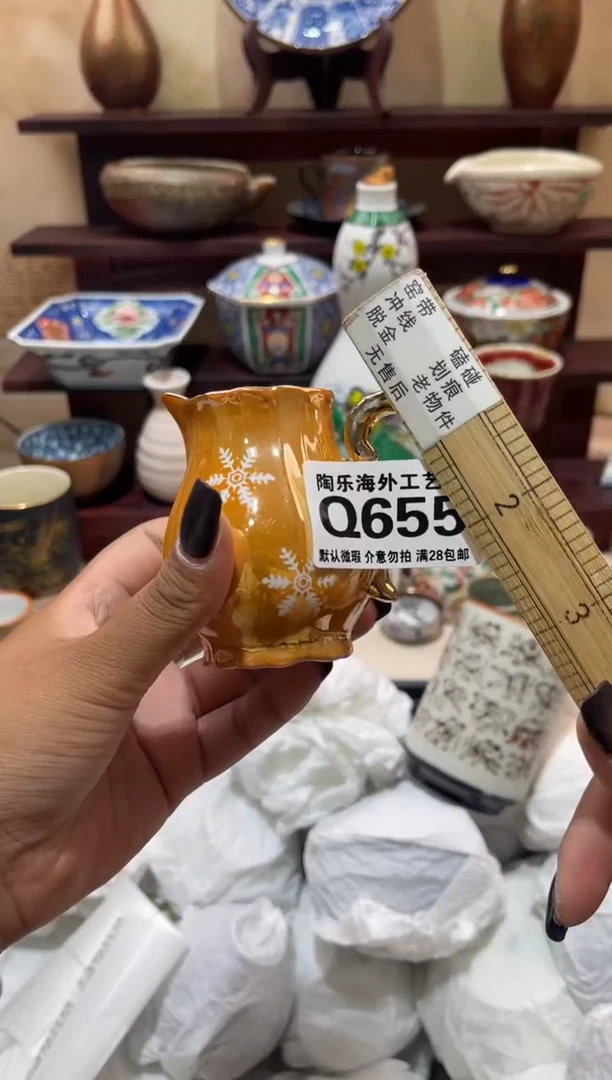 窑带 磕碰
冲线 划痕
脱金 老物件
无售后
2
3
陶乐海外工艺
Q655
默认微瑕 介意勿拍 满28包邮